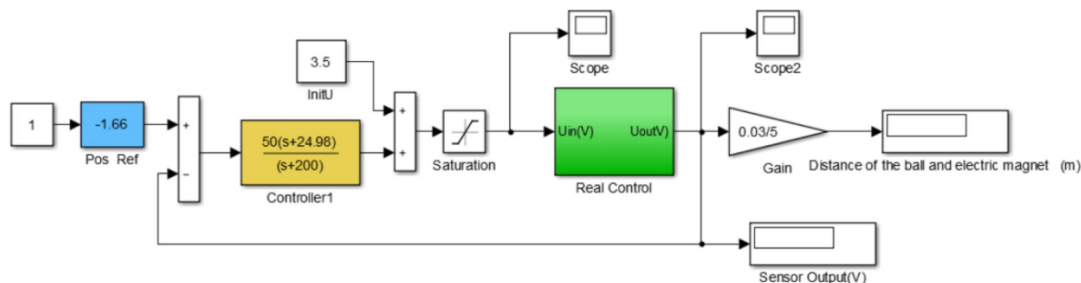 Scope
Scope2
3.5
InitU
1
-1.66
Pos Ref
+
−
50(s+24.98)
(s+200)
Controller1
+
+
Saturation
Uin(V)
UoutV)
Real Control
0.03/5
Gain
Distance of the ball and electric magnet (m)
Sensor Output(V)